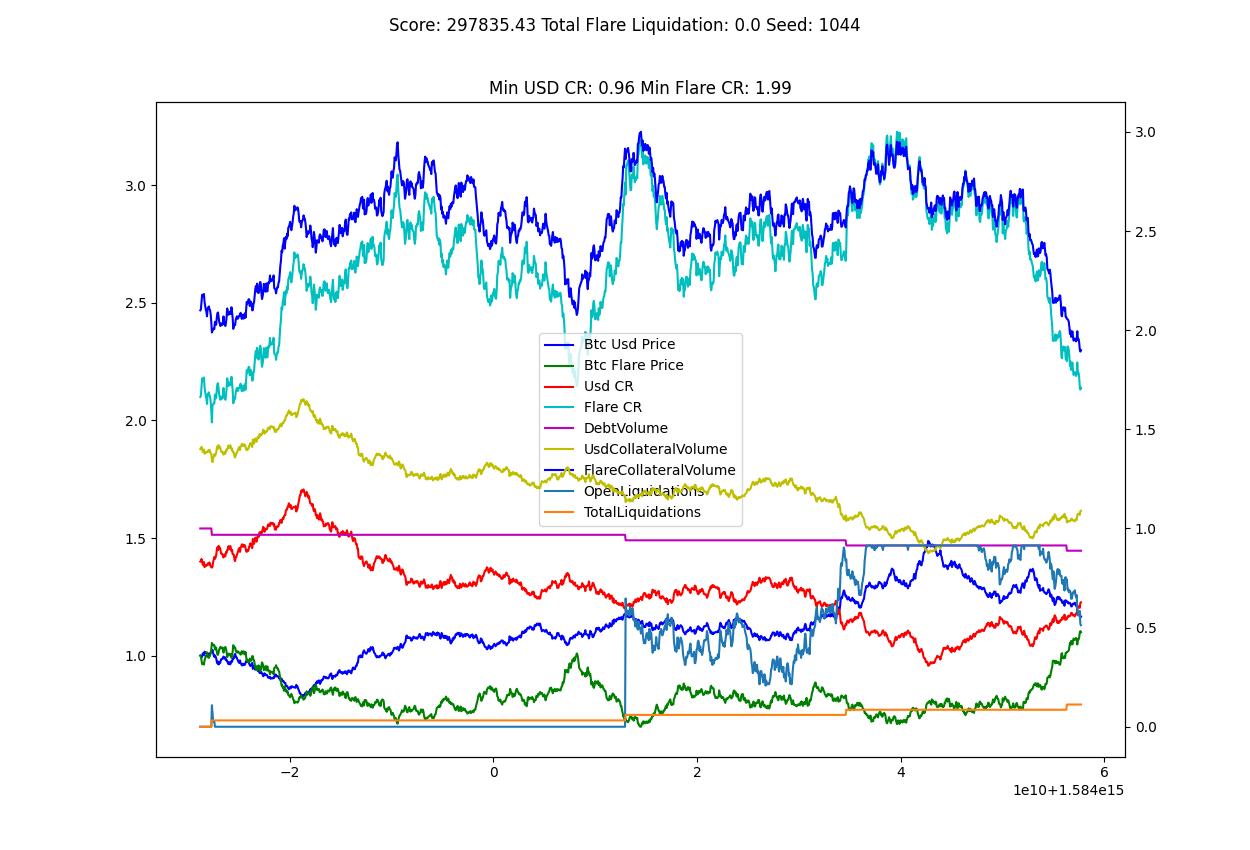 Score: 297835.43 Total Flare Liquidation: 0.0 Seed: 1044
Min USD CR: 0.96 Min Flare CR: 1.99
3.0
2.5
2.0
1.5
1.0
3.0
2.5
2.0
1.5
1.0
0.5
0.0
Btc Usd Price
Btc Flare Price
Usd CR
Flare CR
DebtVolume
UsdCollateralVolume
FlareCollateralVolume
OpenLiquidations
TotalLiquidations
−2 0 2 4 6
1e10+1.584e15